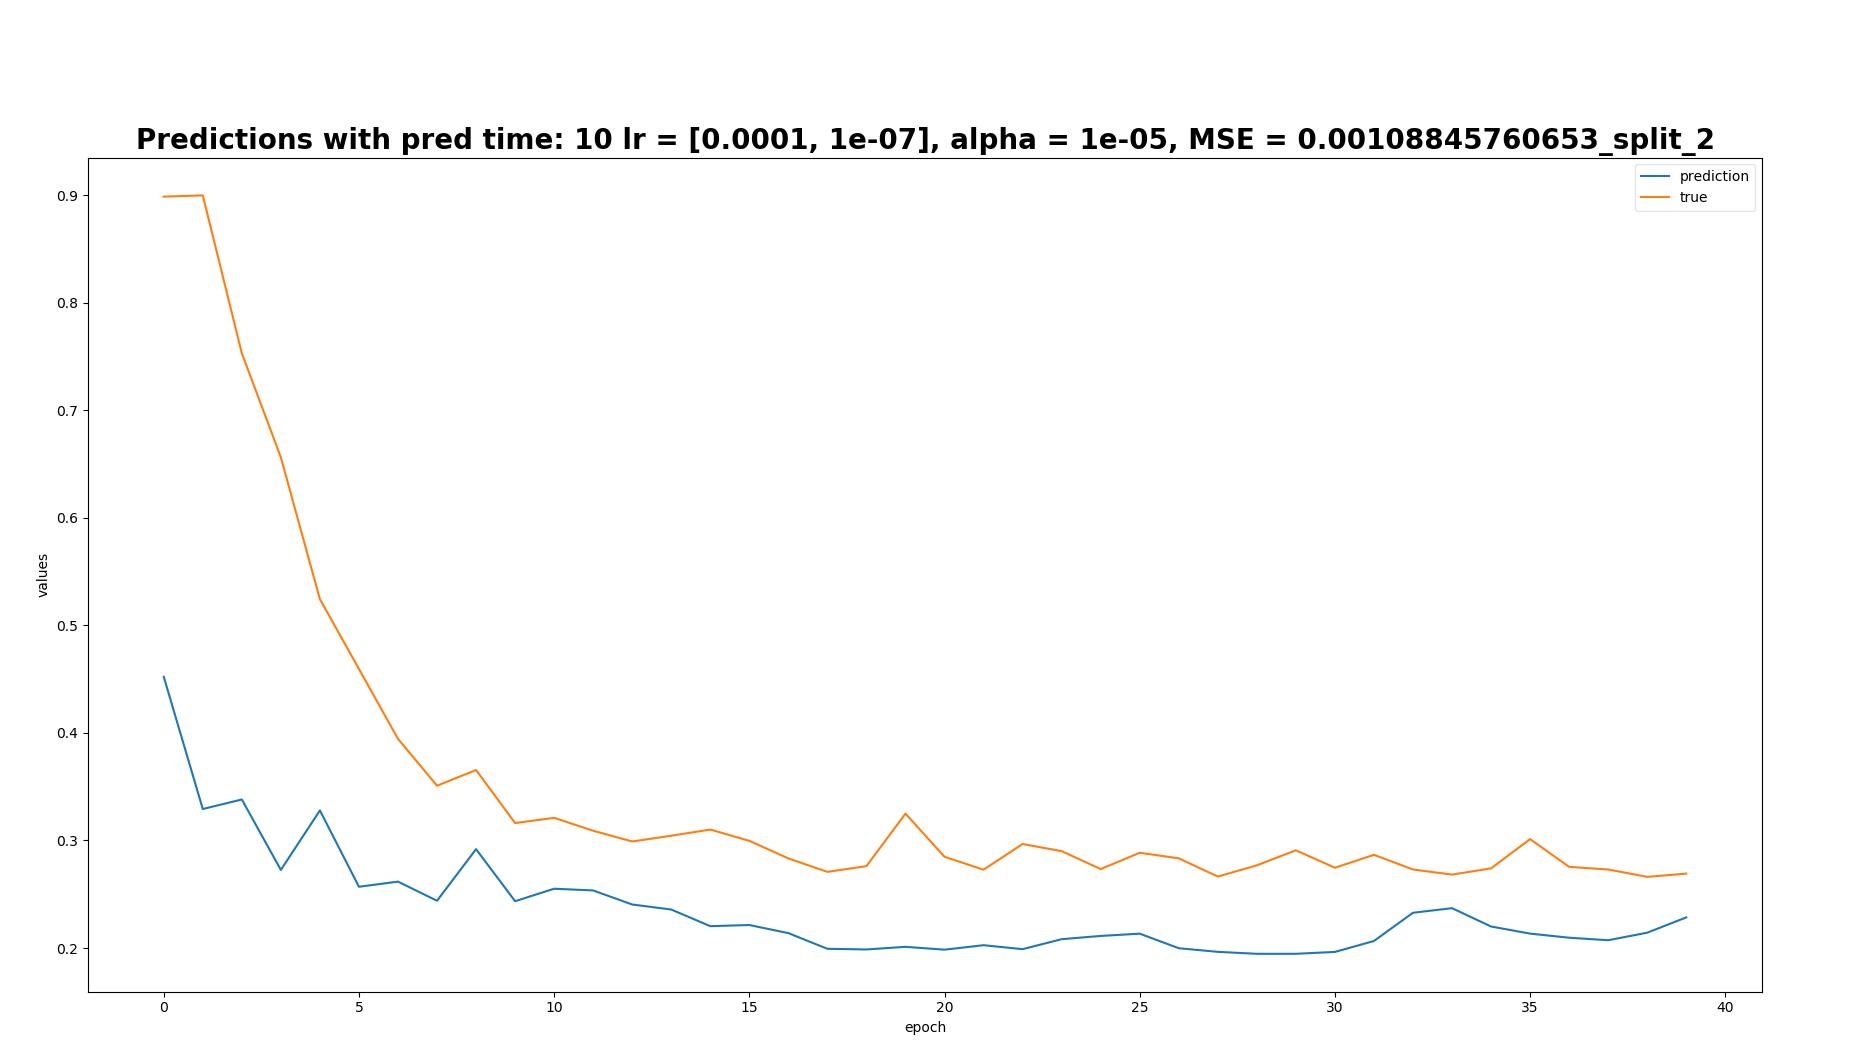 Predictions with pred time: 10 lr = [0.0001, 1e-07], alpha = 1e-05, MSE = 0.00108845760653_split_2
prediction
true
0.9
0.8
0.7
0.6
0.5
0.4
0.3
0.2
values
0 5 10 15 20 25 30 35 40
epoch